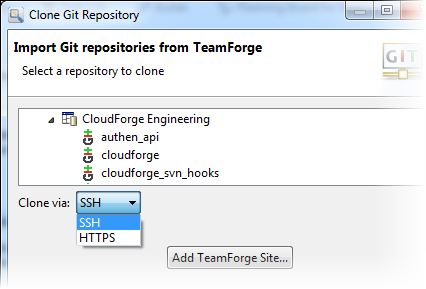 Clone Git Repository
Import Git repositories from TeamForge
Select a repository to clone
GIT
CloudForge Engineering
authen_api
cloudforge
cloudforge_svn_hooks
Clone via: SSH
SSH
HTTPS
Add TeamForge Site...